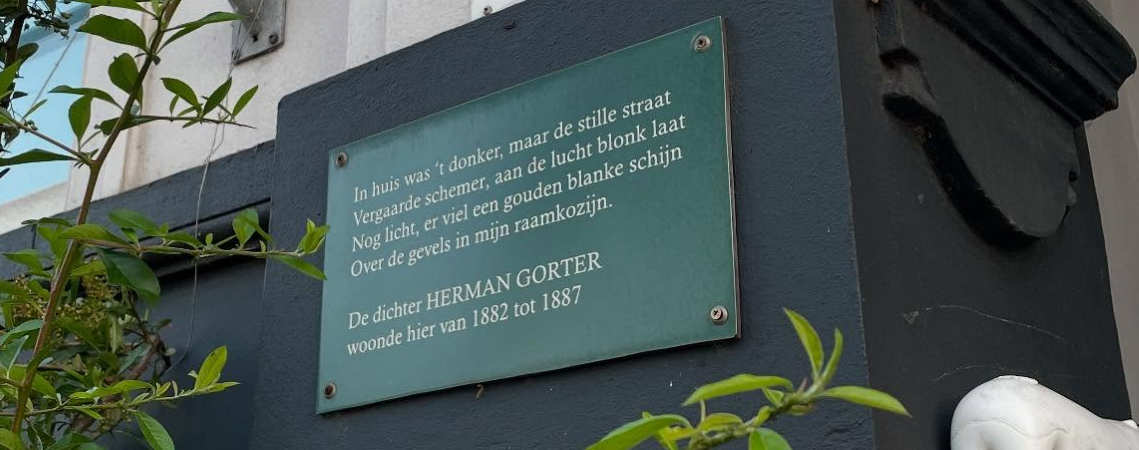 In huis was ‘t donker, maar de stille straat
Vergaarde schemer, aan de lucht blonk laat
Nog licht, er viel een gouden blanke schijn
Over de gevels in mijn raamkozijn.
De dichter HERMAN GORTER
woonde hier van 1882 tot 1887